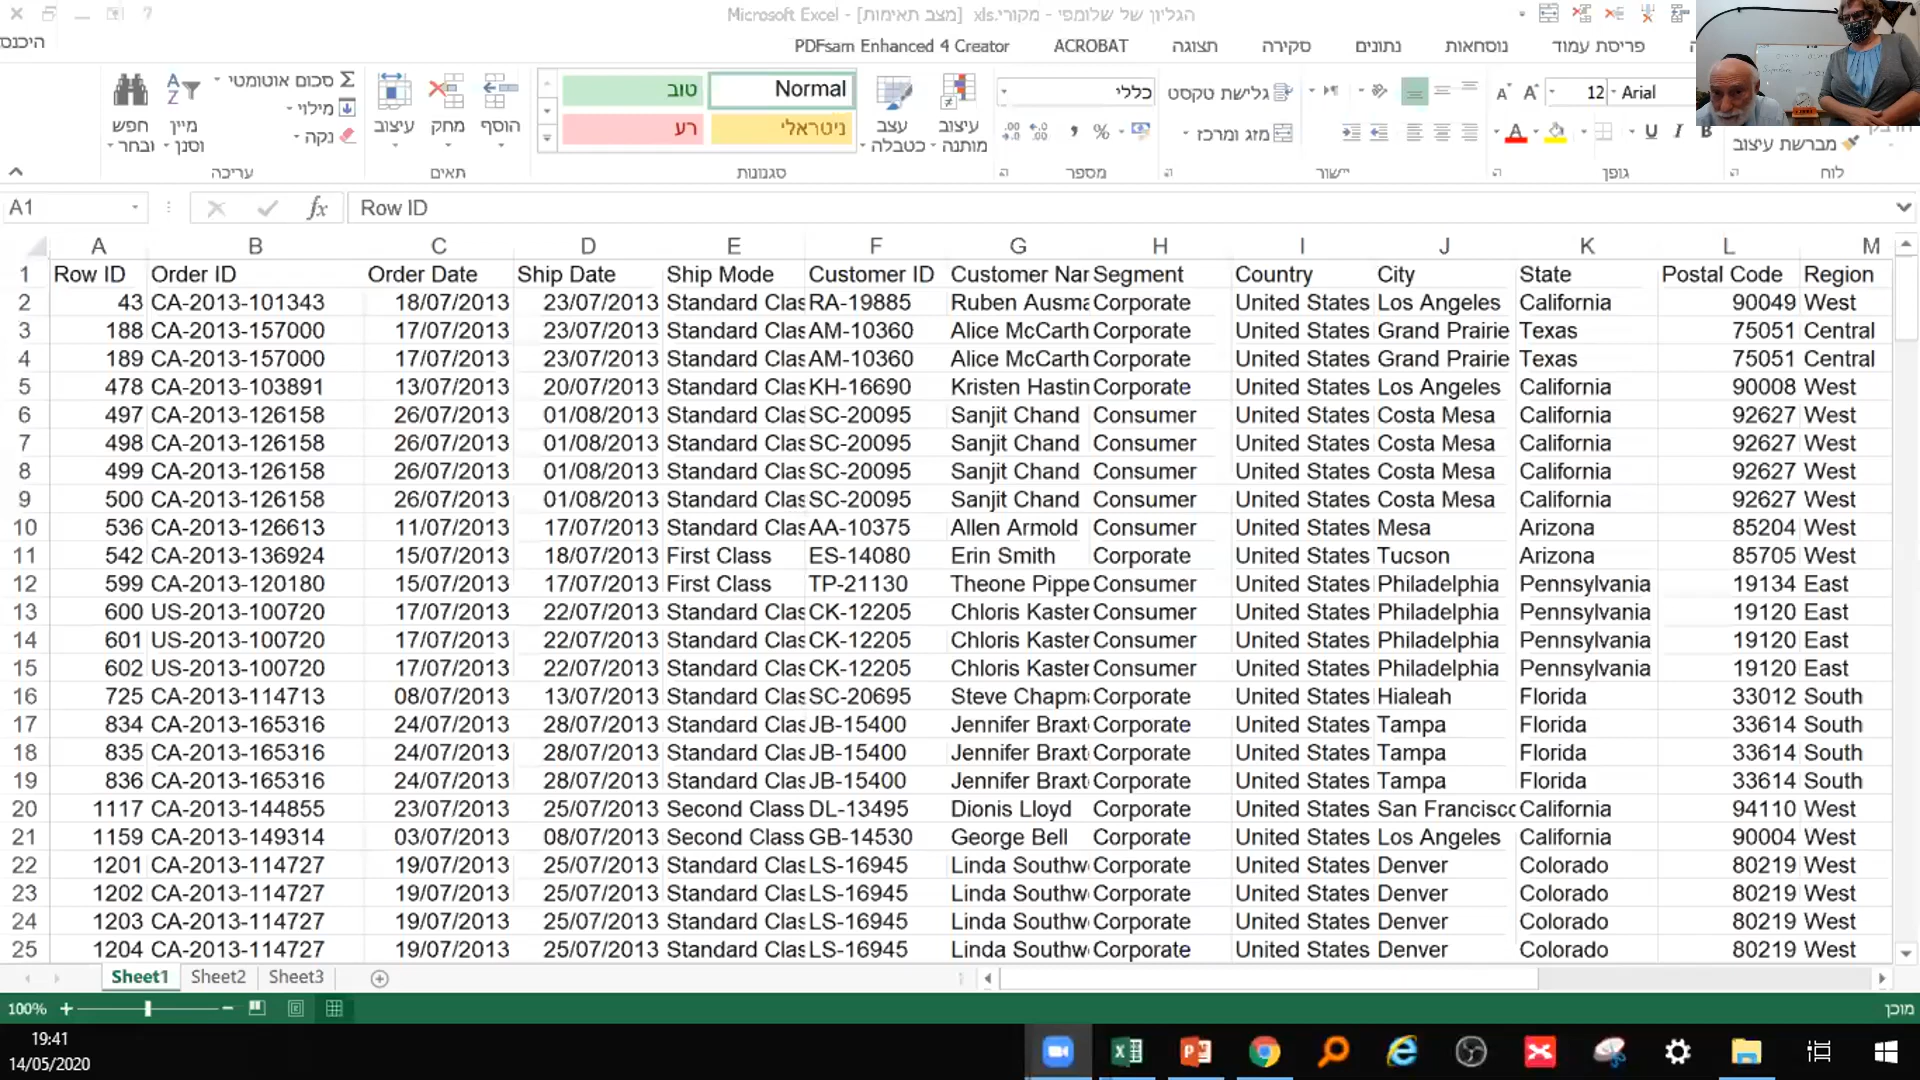 הגליון של שלומפי - מקורי.xls [מצב תאימות] - Microsoft Excel
פריסת עמוד נוסחאות נתונים סקירה תצוגה ACROBAT PDFsam Enhanced 4 Creator
מברשת עיצוב
לוח
Arial 12
B I U
גופן
גלישת טקסט
מזג ומרכז
יישור
כללי
מספר
עיצוב מותנה
עצב כטבלה
Normal טוב
ניטראלי רע
סגנונות
הוסף מחק עיצוב
תאים
סכום אוטומטי
מילוי
נקה
מיין וסנן
חפש ובחר
עריכה
A1 fx Row ID
A B C D E F G H I J K L M
1 Row ID Order ID Order Date Ship Date Ship Mode Customer ID Customer Nar Segment Country City State Postal Code Region
2 43 CA-2013-101343 18/07/2013 23/07/2013 Standard Clas RA-19885 Ruben Ausma Corporate United States Los Angeles California 90049 West
3 188 CA-2013-157000 17/07/2013 23/07/2013 Standard Clas AM-10360 Alice McCarth Corporate United States Grand Prairie Texas 75051 Central
4 189 CA-2013-157000 17/07/2013 23/07/2013 Standard Clas AM-10360 Alice McCarth Corporate United States Grand Prairie Texas 75051 Central
5 478 CA-2013-103891 13/07/2013 20/07/2013 Standard Clas KH-16690 Kristen Hastin Corporate United States Los Angeles California 90008 West
6 497 CA-2013-126158 26/07/2013 01/08/2013 Standard Clas SC-20095 Sanjit Chand Consumer United States Costa Mesa California 92627 West
7 498 CA-2013-126158 26/07/2013 01/08/2013 Standard Clas SC-20095 Sanjit Chand Consumer United States Costa Mesa California 92627 West
8 499 CA-2013-126158 26/07/2013 01/08/2013 Standard Clas SC-20095 Sanjit Chand Consumer United States Costa Mesa California 92627 West
9 500 CA-2013-126158 26/07/2013 01/08/2013 Standard Clas SC-20095 Sanjit Chand Consumer United States Costa Mesa California 92627 West
10 536 CA-2013-126613 11/07/2013 17/07/2013 Standard Clas AA-10375 Allen Armold Consumer United States Mesa Arizona 85204 West
11 542 CA-2013-136924 15/07/2013 18/07/2013 First Class ES-14080 Erin Smith Corporate United States Tucson Arizona 85705 West
12 599 CA-2013-120180 15/07/2013 17/07/2013 First Class TP-21130 Theone Pippe Consumer United States Philadelphia Pennsylvania 19134 East
13 600 US-2013-100720 17/07/2013 22/07/2013 Standard Clas CK-12205 Chloris Kaster Consumer United States Philadelphia Pennsylvania 19120 East
14 601 US-2013-100720 17/07/2013 22/07/2013 Standard Clas CK-12205 Chloris Kaster Consumer United States Philadelphia Pennsylvania 19120 East
15 602 US-2013-100720 17/07/2013 22/07/2013 Standard Clas CK-12205 Chloris Kaster Consumer United States Philadelphia Pennsylvania 19120 East
16 725 CA-2013-114713 08/07/2013 13/07/2013 Standard Clas SC-20695 Steve Chapma Corporate United States Hialeah Florida 33012 South
17 834 CA-2013-165316 24/07/2013 28/07/2013 Standard Clas JB-15400 Jennifer Braxt Corporate United States Tampa Florida 33614 South
18 835 CA-2013-165316 24/07/2013 28/07/2013 Standard Clas JB-15400 Jennifer Braxt Corporate United States Tampa Florida 33614 South
19 836 CA-2013-165316 24/07/2013 28/07/2013 Standard Clas JB-15400 Jennifer Braxt Corporate United States Tampa Florida 33614 South
20 1117 CA-2013-144855 23/07/2013 25/07/2013 Second Class DL-13495 Dionis Lloyd Corporate United States San Francisco California 94110 West
21 1159 CA-2013-149314 03/07/2013 08/07/2013 Second Class GB-14530 George Bell Corporate United States Los Angeles California 90004 West
22 1201 CA-2013-114727 19/07/2013 25/07/2013 Standard Clas LS-16945 Linda Southw Corporate United States Denver Colorado 80219 West
23 1202 CA-2013-114727 19/07/2013 25/07/2013 Standard Clas LS-16945 Linda Southw Corporate United States Denver Colorado 80219 West
24 1203 CA-2013-114727 19/07/2013 25/07/2013 Standard Clas LS-16945 Linda Southw Corporate United States Denver Colorado 80219 West
25 1204 CA-2013-114727 19/07/2013 25/07/2013 Standard Clas LS-16945 Linda Southw Corporate United States Denver Colorado 80219 West
Sheet1 Sheet2 Sheet3
100% מוכן
19:41
14/05/2020